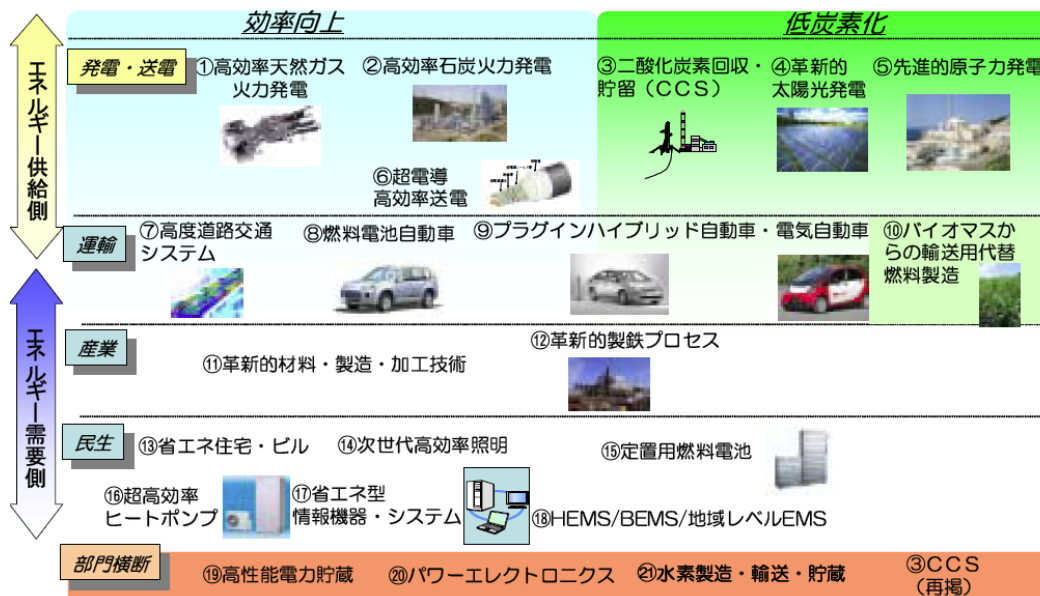 効率向上
低炭素化
エネルギー供給側
発電・送電
①高効率天然ガス
火力発電
②高効率石炭火力発電
③二酸化炭素回収・
貯留（CCS）
④革新的
太陽光発電
⑤先進的原子力発電
⑥超電導
高効率送電
運輸
⑦高度道路交通
システム
⑧燃料電池自動車
⑨プラグインハイブリッド自動車・電気自動車
⑩バイオマスか
らの輸送用代替
燃料製造
エネルギー需要側
産業
⑪革新的材料・製造・加工技術
⑫革新的製鉄プロセス
民生
⑬省エネ住宅・ビル
⑭次世代高効率照明
⑮定置用燃料電池
⑯超高効率
ヒートポンプ
⑰省エネ型
情報機器・システム
⑱HEMS/BEMS/地域レベルEMS
部門横断
⑲高性能電力貯蔵
⑳パワーエレクトロニクス
㉑水素製造・輸送・貯蔵
③CCS
（再掲）